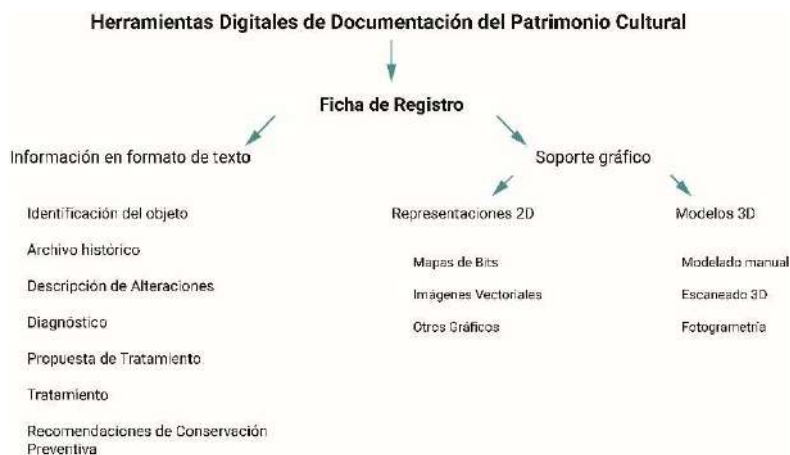 Herramientas Digitales de Documentación del Patrimonio Cultural
Ficha de Registro
Información en formato de texto
Identificación del objeto
Archivo histórico
Descripción de Alteraciones
Diagnóstico
Propuesta de Tratamiento
Tratamiento
Recomendaciones de Conservación
Preventiva
Soporte gráfico
Representaciones 2D
Mapas de Bits
Imágenes Vectoriales
Otros Gráficos
Modelos 3D
Modelado manual
Escaneado 3D
Fotogrametría